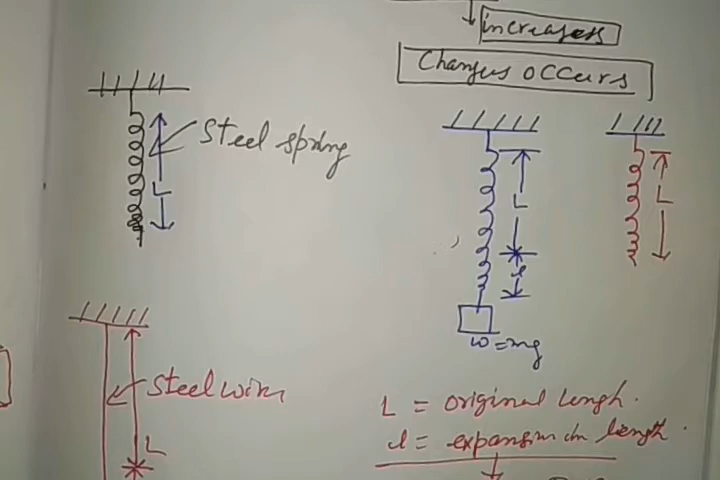 increases
Changes occurs
Steel spring
L
L
l
L
w=mg
Steel wire
L
L = original length.
l = expansion in length.